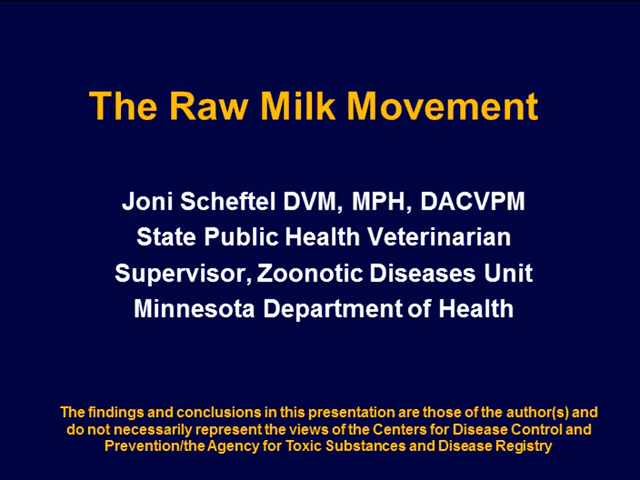 The Raw Milk Movement
Joni Scheftel DVM, MPH, DACVPM
State Public Health Veterinarian
Supervisor, Zoonotic Diseases Unit
Minnesota Department of Health
The findings and conclusions in this presentation are those of the author(s) and
do not necessarily represent the views of the Centers for Disease Control and
Prevention/the Agency for Toxic Substances and Disease Registry